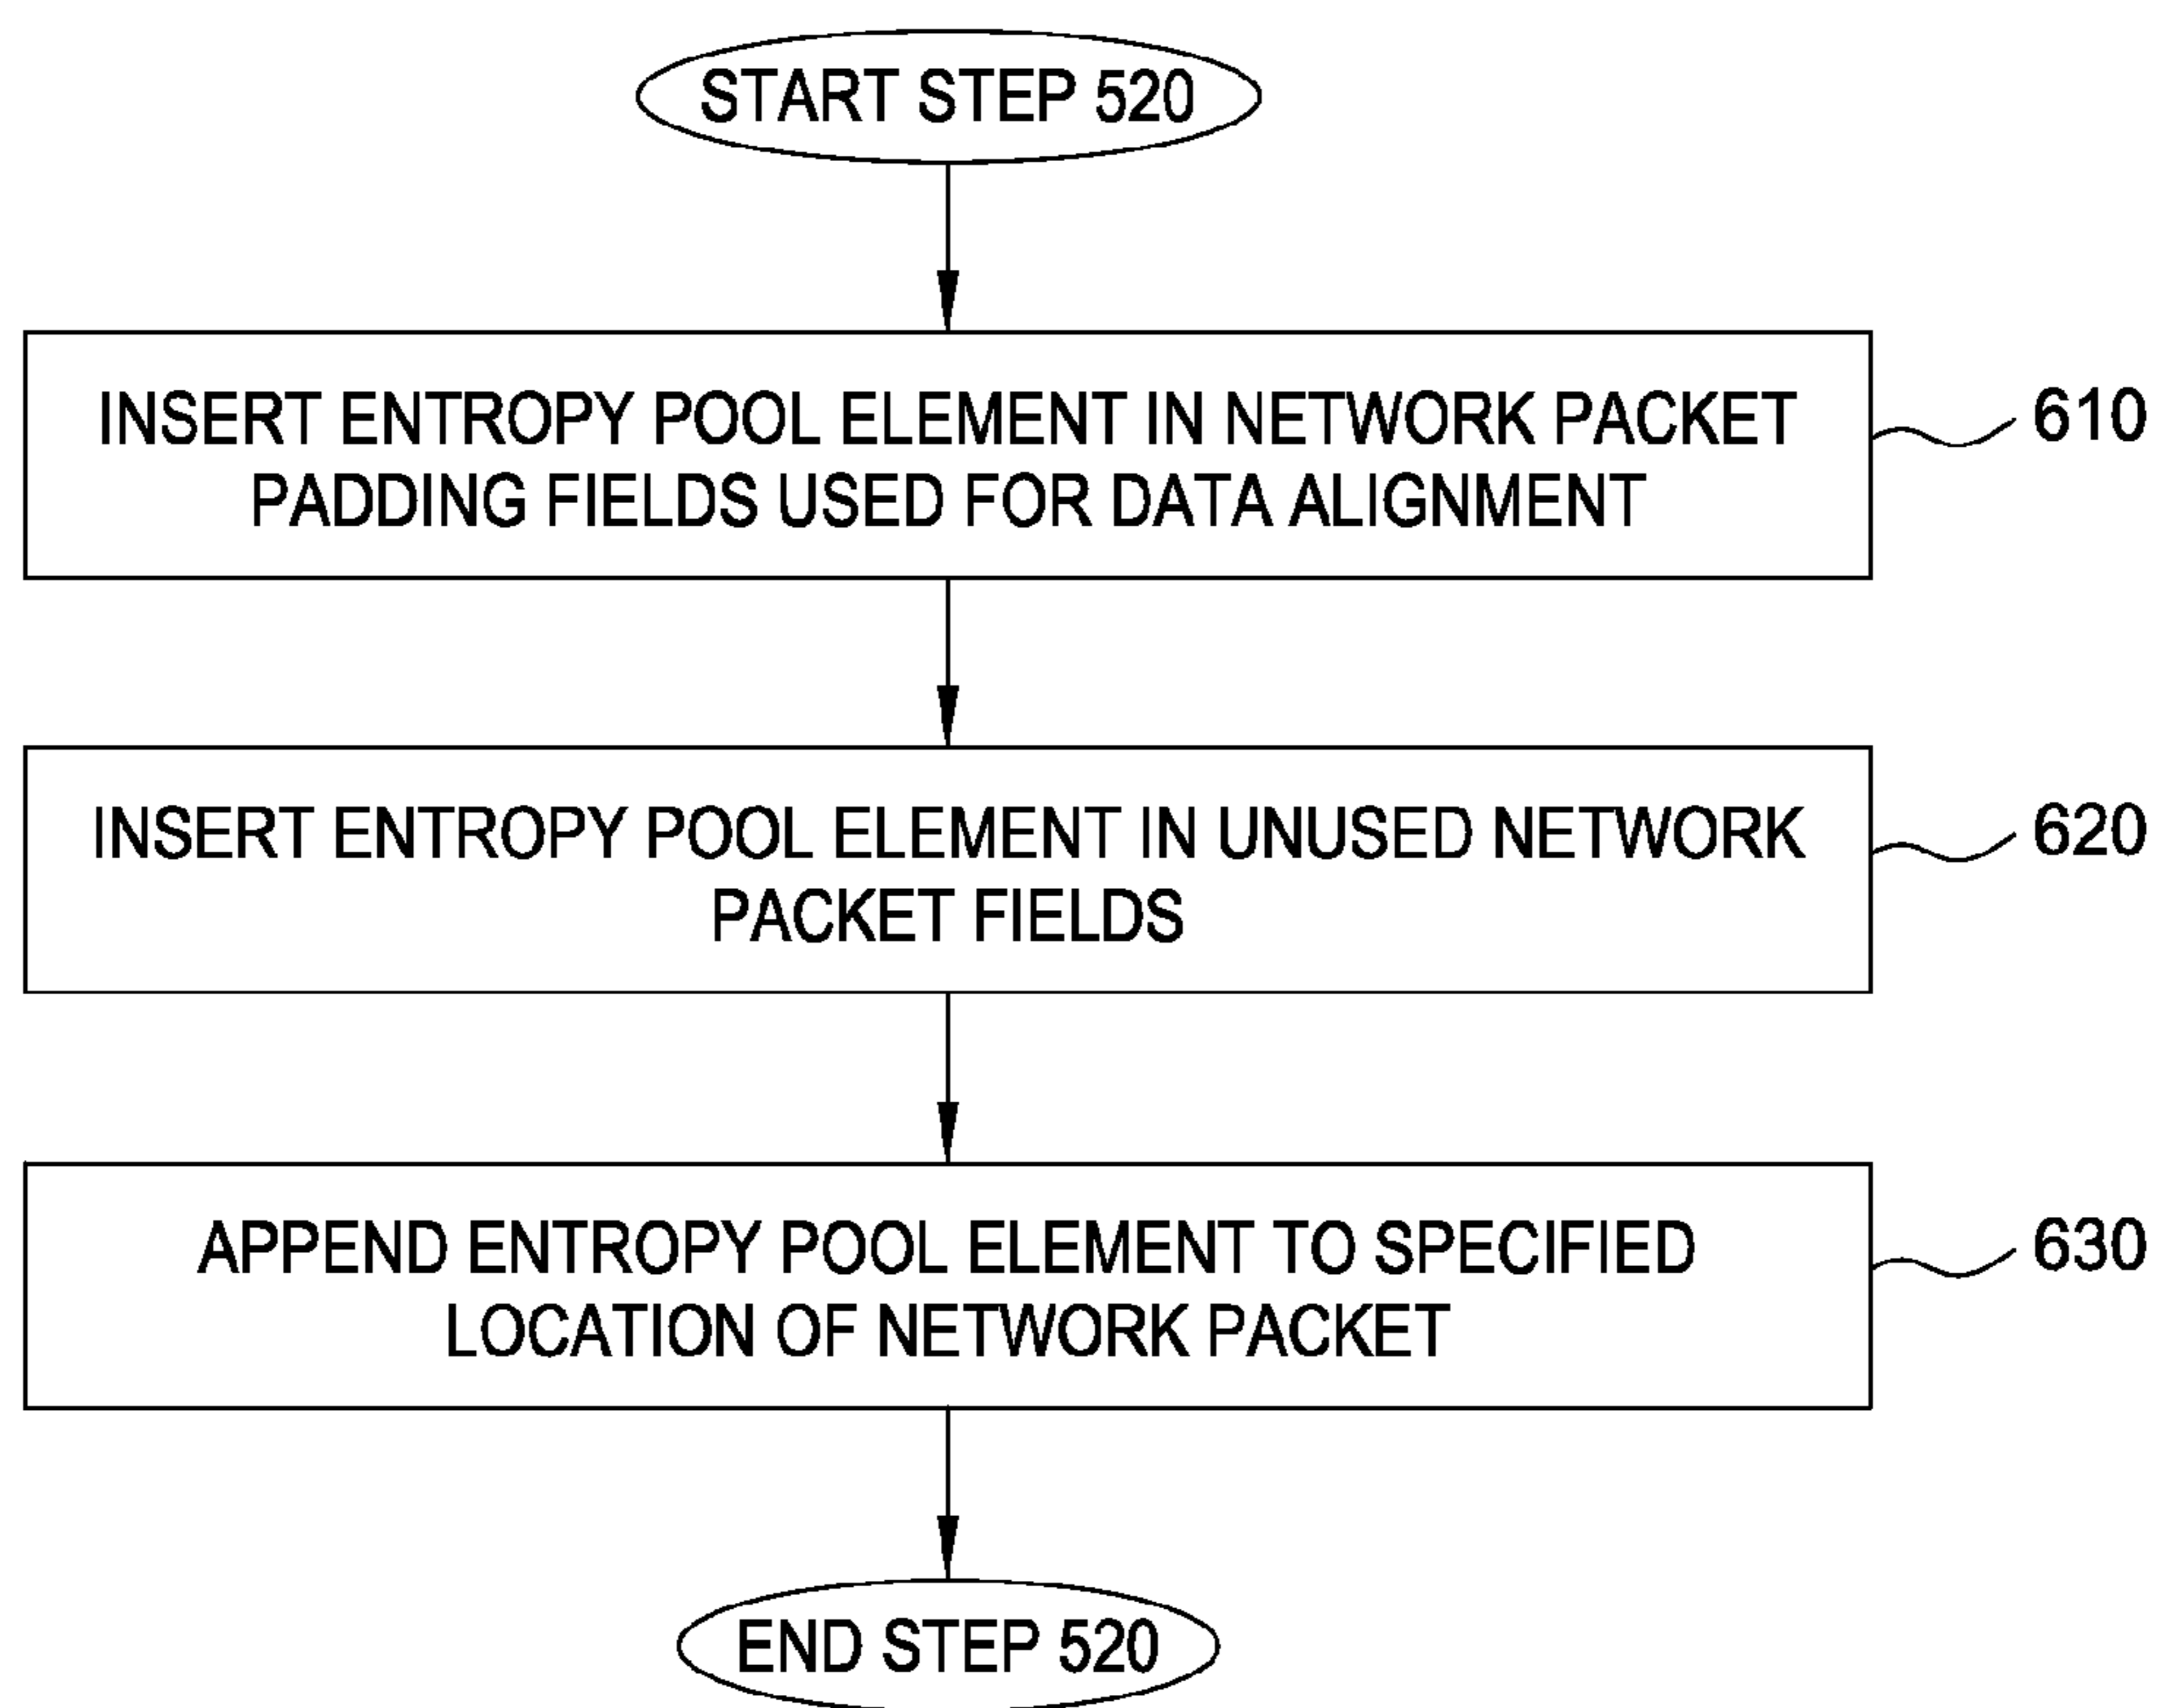 START STEP 520
INSERT ENTROPY POOL ELEMENT IN NETWORK PACKET
PADDING FIELDS USED FOR DATA ALIGNMENT
610
INSERT ENTROPY POOL ELEMENT IN UNUSED NETWORK
PACKET FIELDS
620
APPEND ENTROPY POOL ELEMENT TO SPECIFIED
LOCATION OF NETWORK PACKET
630
END STEP 520